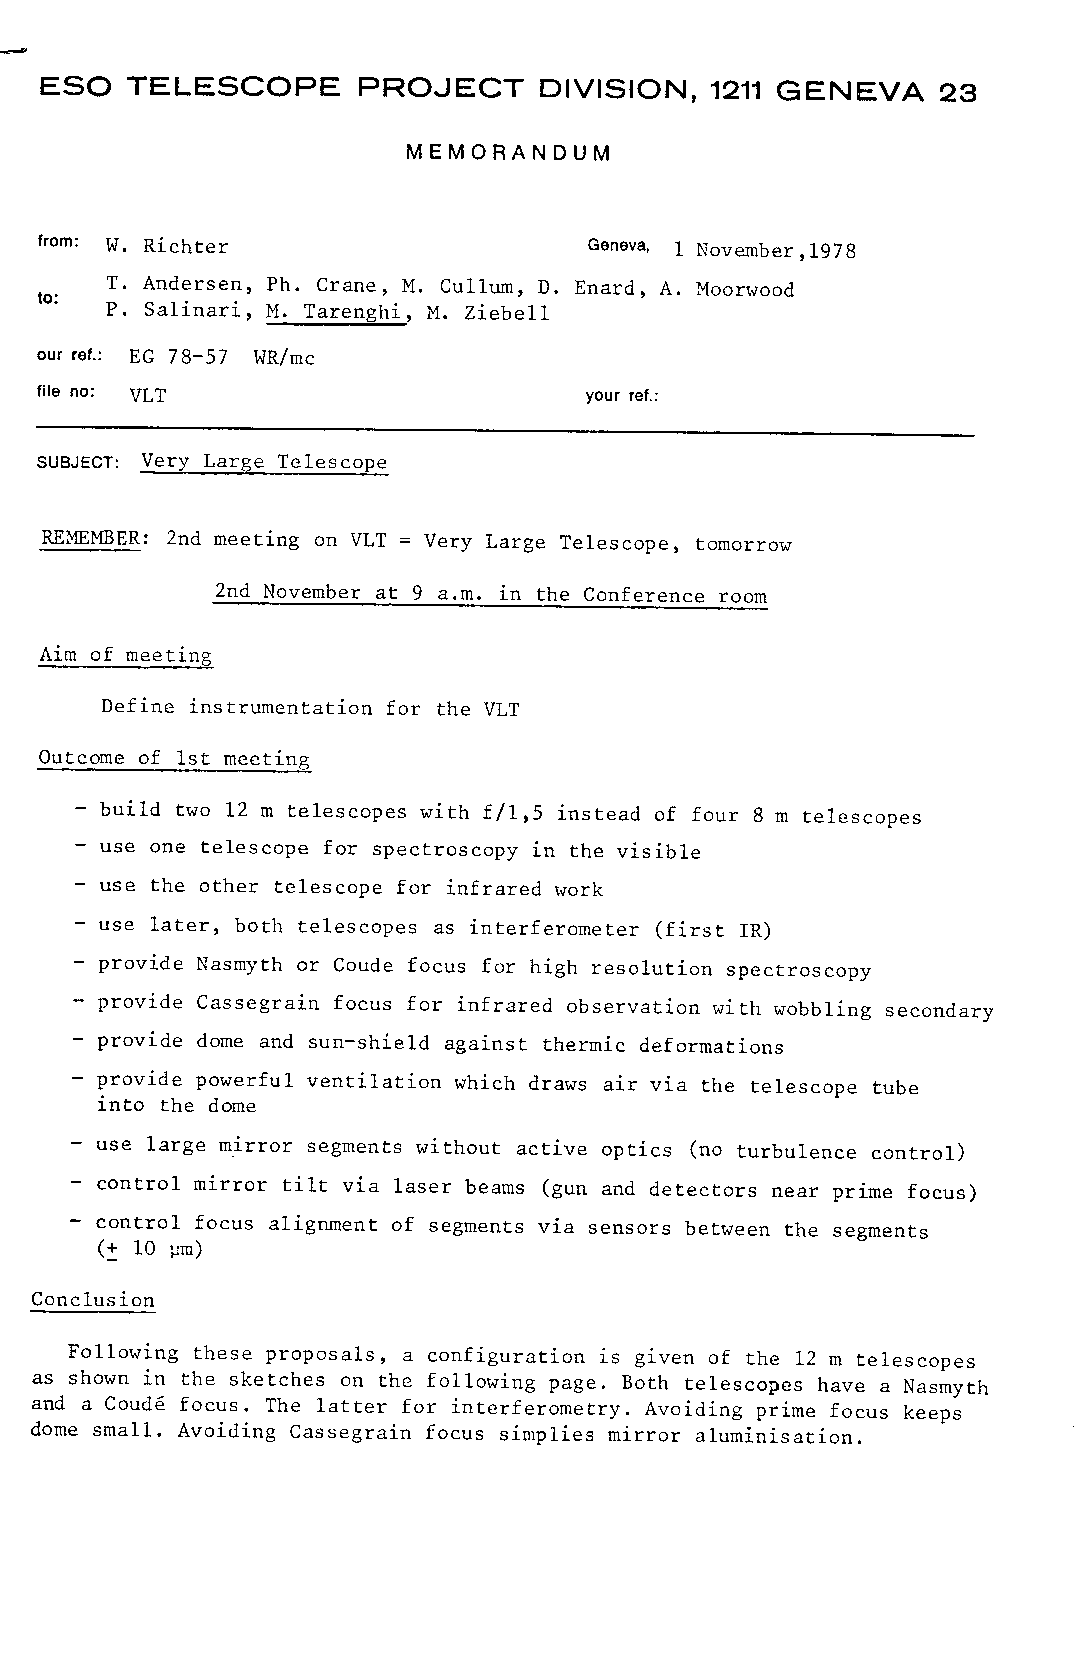 ESO TELESCOPE PROJECT DIVISION, 1211 GENEVA 23
MEMORANDUM
from: W. Richter Geneva, 1 November,1978
to: T. Andersen, Ph. Crane, M. Cullum, D. Enard, A. Moorwood
P. Salinari, M. Tarenghi, M. Ziebell
our ref.: EG 78-57 WR/mc
file no: VLT your ref.:
SUBJECT: Very Large Telescope
REMEMBER: 2nd meeting on VLT = Very Large Telescope, tomorrow
2nd November at 9 a.m. in the Conference room
Aim of meeting
Define instrumentation for the VLT
Outcome of 1st meeting
- build two 12 m telescopes with f/1,5 instead of four 8 m telescopes
- use one telescope for spectroscopy in the visible
- use the other telescope for infrared work
- use later, both telescopes as interferometer (first IR)
- provide Nasmyth or Coude focus for high resolution spectroscopy
- provide Cassegrain focus for infrared observation with wobbling secondary
- provide dome and sun-shield against thermic deformations
- provide powerful ventilation which draws air via the telescope tube
into the dome
- use large mirror segments without active optics (no turbulence control)
- control mirror tilt via laser beams (gun and detectors near prime focus)
- control focus alignment of segments via sensors between the segments
(± 10 µm)
Conclusion
Following these proposals, a configuration is given of the 12 m telescopes
as shown in the sketches on the following page. Both telescopes have a Nasmyth
and a Coudé focus. The latter for interferometry. Avoiding prime focus keeps
dome small. Avoiding Cassegrain focus simplies mirror aluminisation.